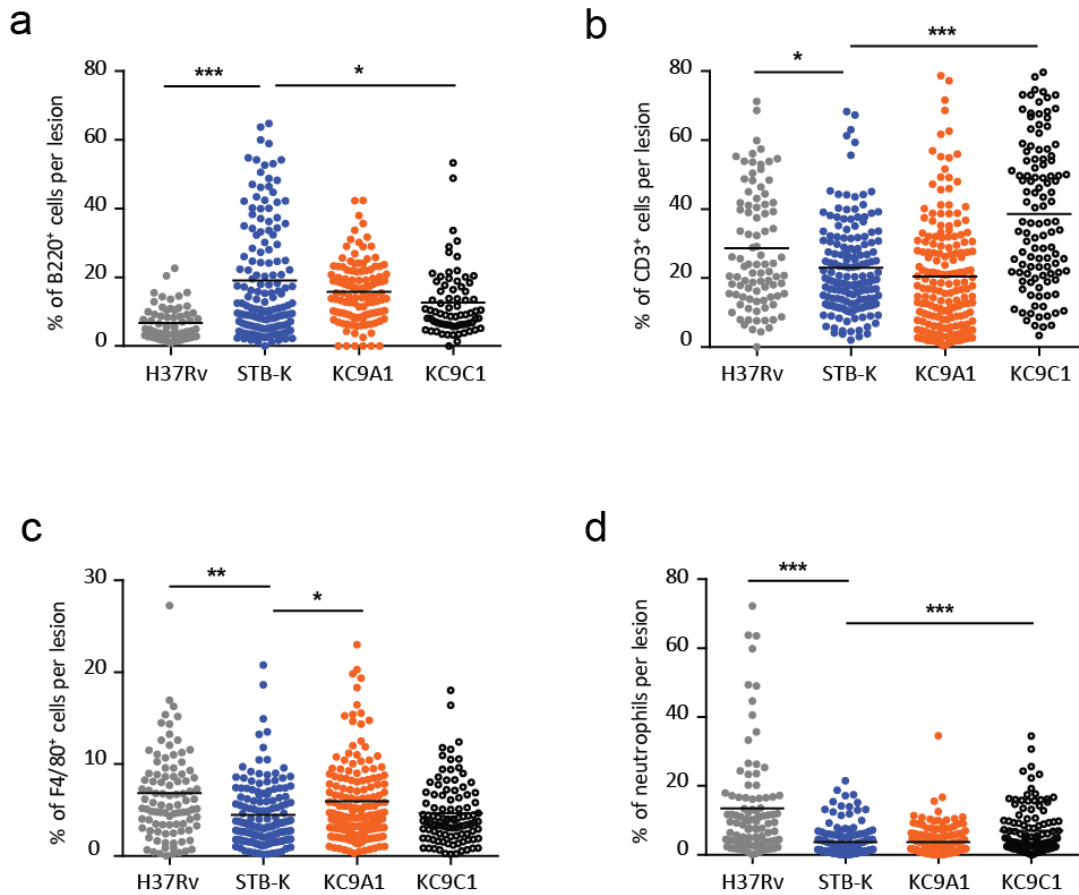 a
% of B220⁺ cells per lesion
80
60
40
20
0
*** *
H37Rv STB-K KC9A1 KC9C1
b
% of CD3⁺ cells per lesion
80
60
40
20
0
* ***
H37Rv STB-K KC9A1 KC9C1
c
% of F4/80⁺ cells per lesion
30
20
10
0
** *
H37Rv STB-K KC9A1 KC9C1
d
% of neutrophils per lesion
80
60
40
20
0
*** ***
H37Rv STB-K KC9A1 KC9C1